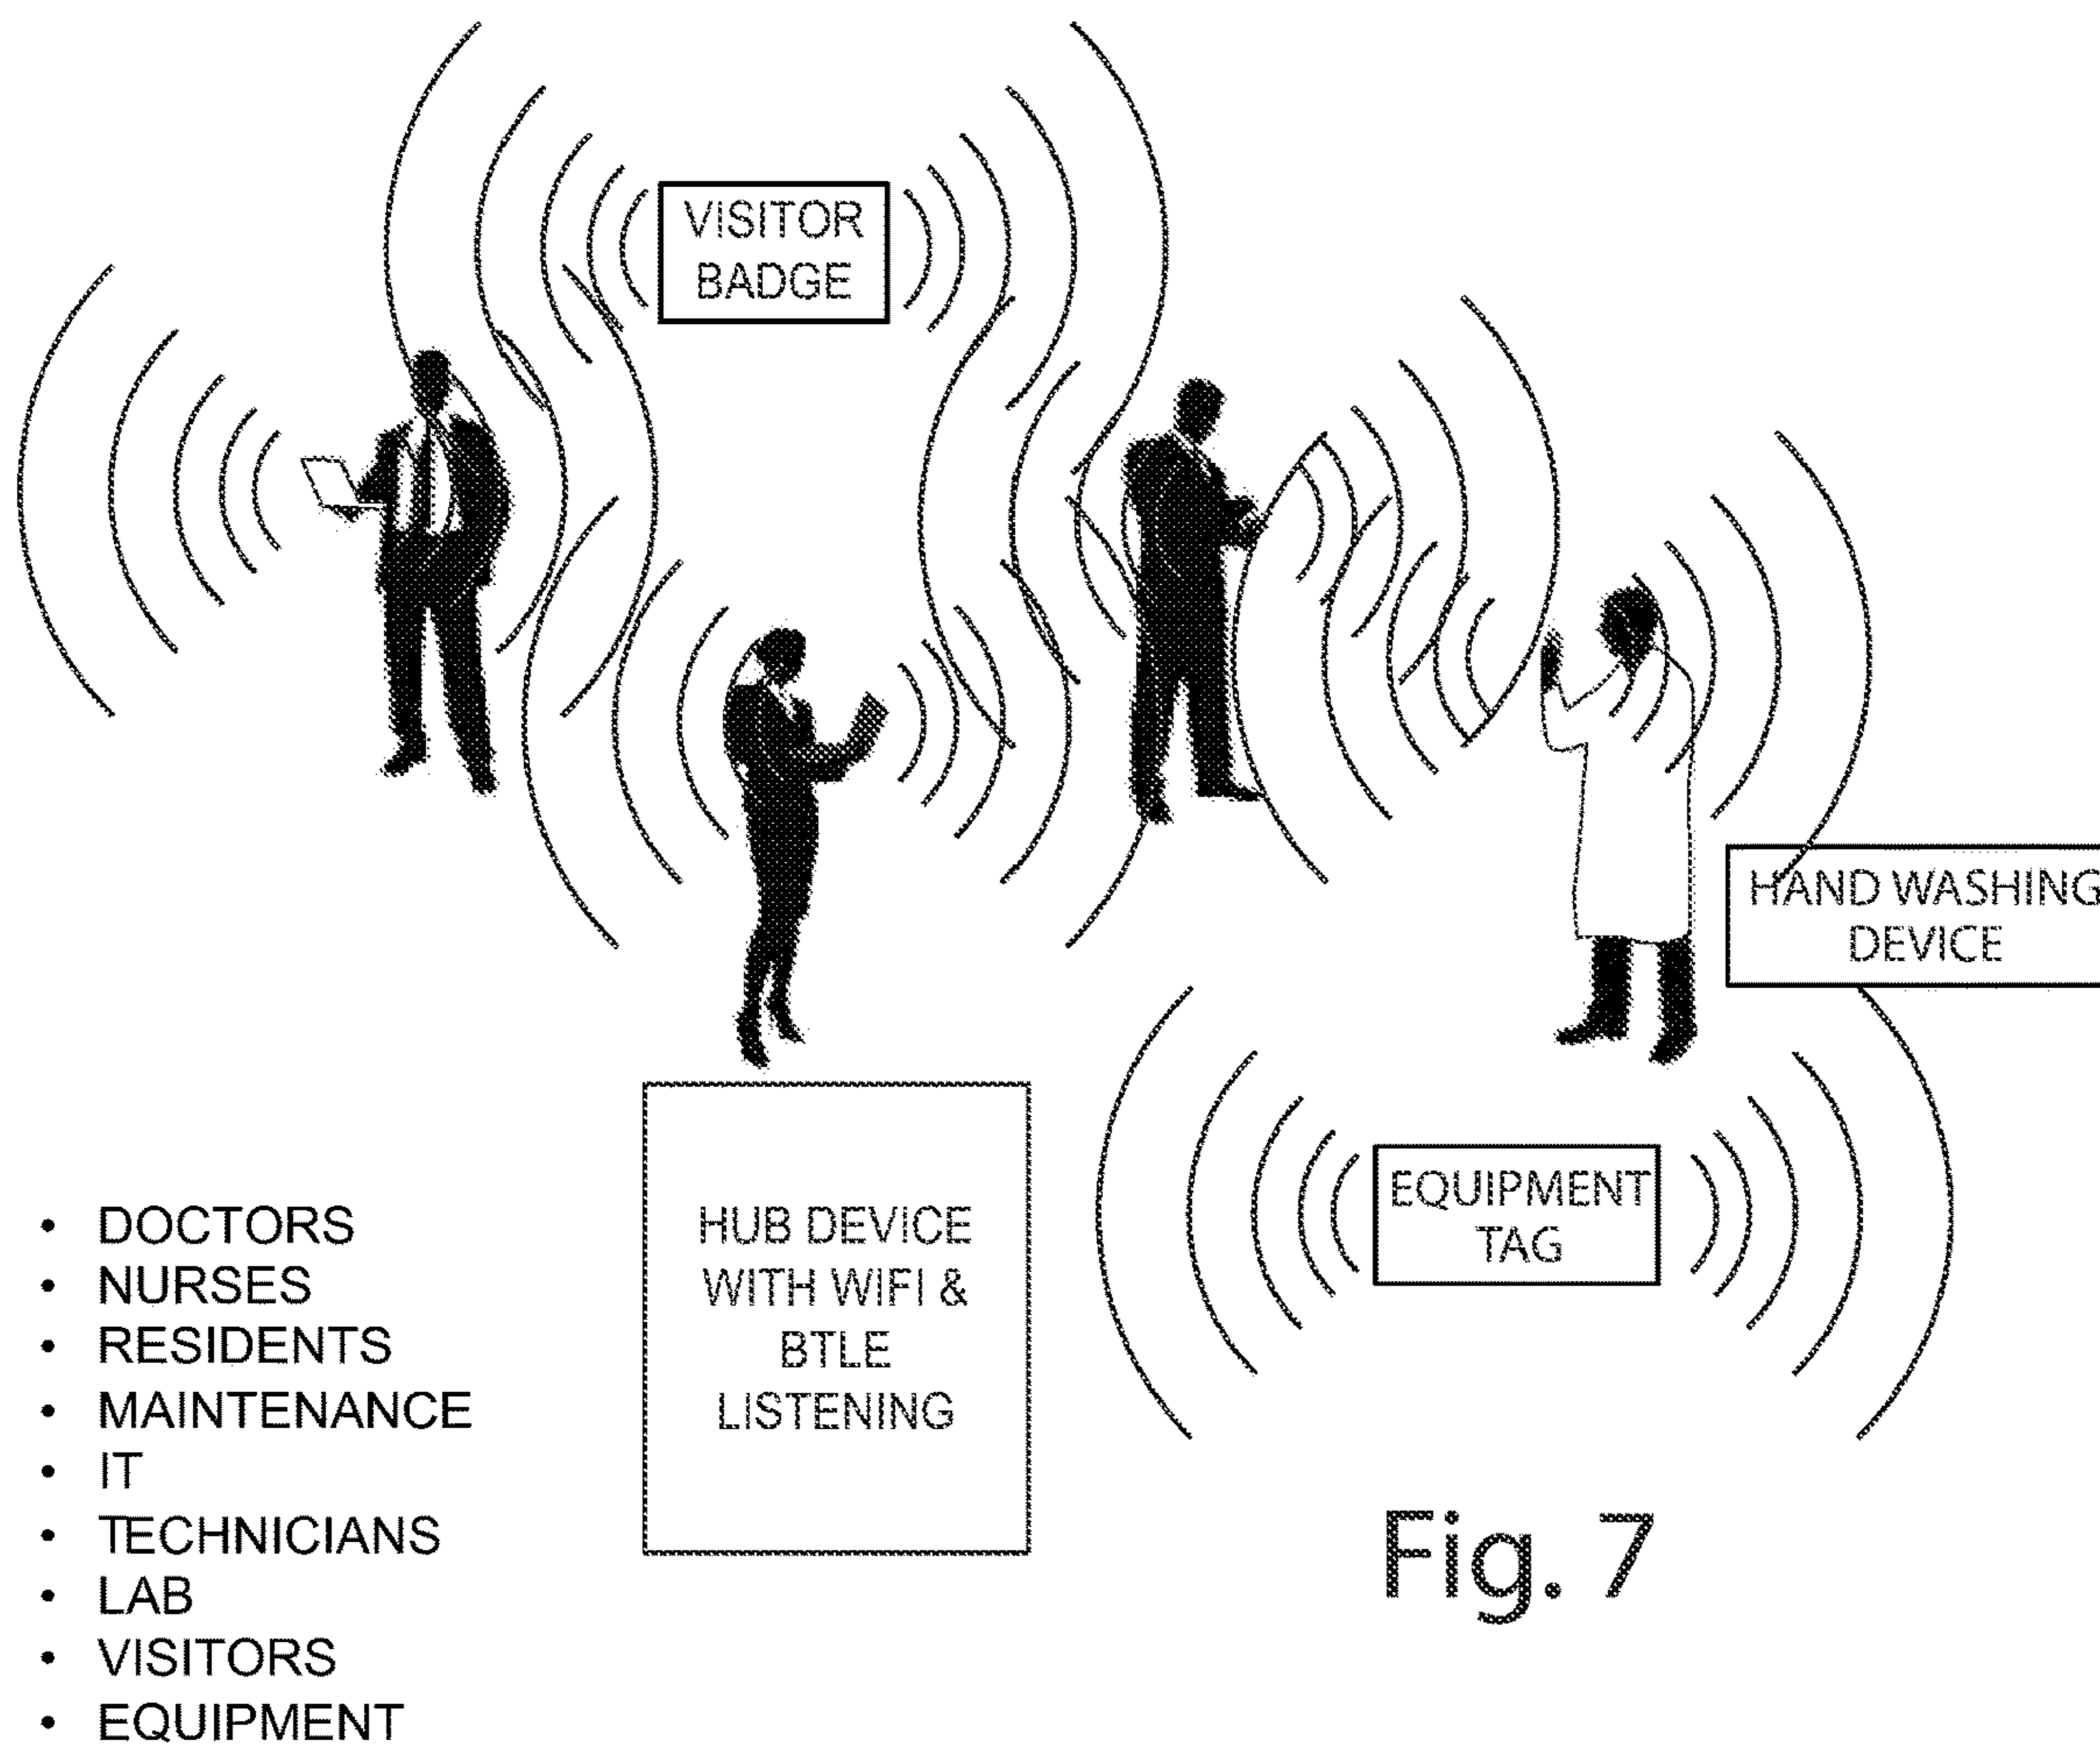 VISITOR
BADGE
HAND WASHING
DEVICE
EQUIPMENT
TAG
HUB DEVICE
WITH WIFI &
BTLE
LISTENING
• DOCTORS
• NURSES
• RESIDENTS
• MAINTENANCE
• IT
• TECHNICIANS
• LAB
• VISITORS
• EQUIPMENT
Fig. 7